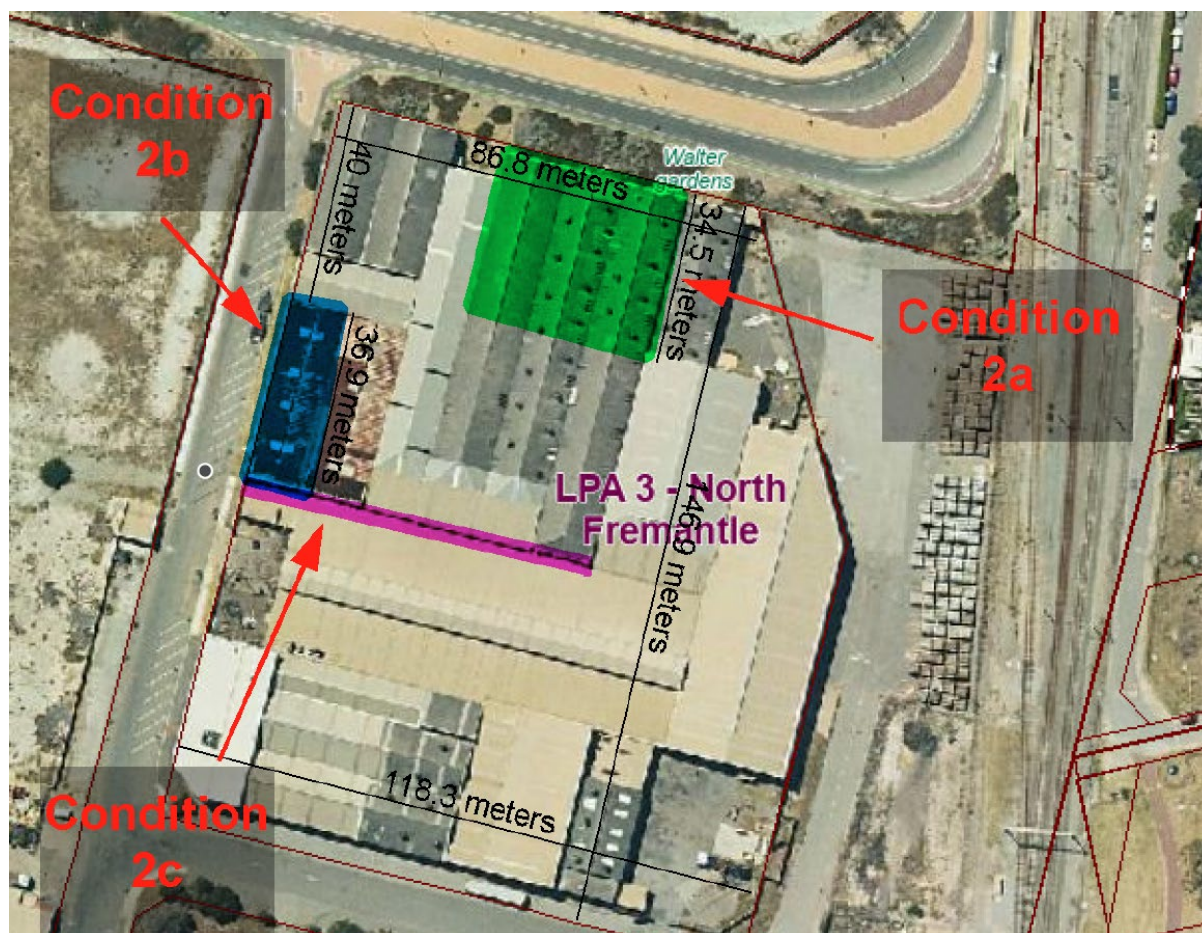 Condition
2b
86.8 meters
Walter
gardens
40 meters
34.5 meters
Condition
2a
36.9 meters
LPA 3 - North
Fremantle
146.9 meters
118.3 meters
Condition
2c